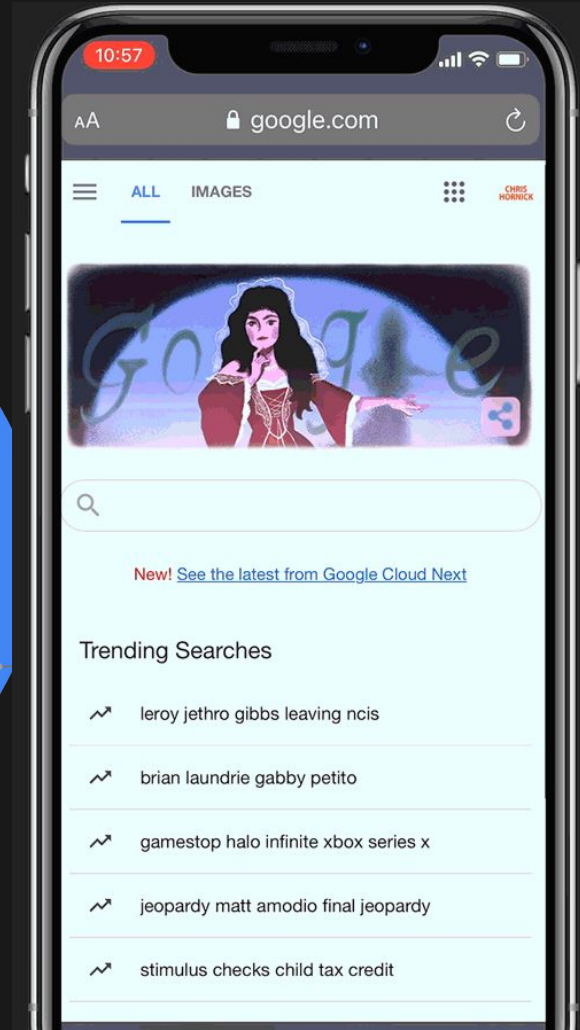 10:57
AA
google.com
ALL IMAGES
CHRIS
HORNICK
Google
New! See the latest from Google Cloud Next
Trending Searches
leroy jethro gibbs leaving ncis
brian laundrie gabby petito
gamestop halo infinite xbox series x
jeopardy matt amodio final jeopardy
stimulus checks child tax credit